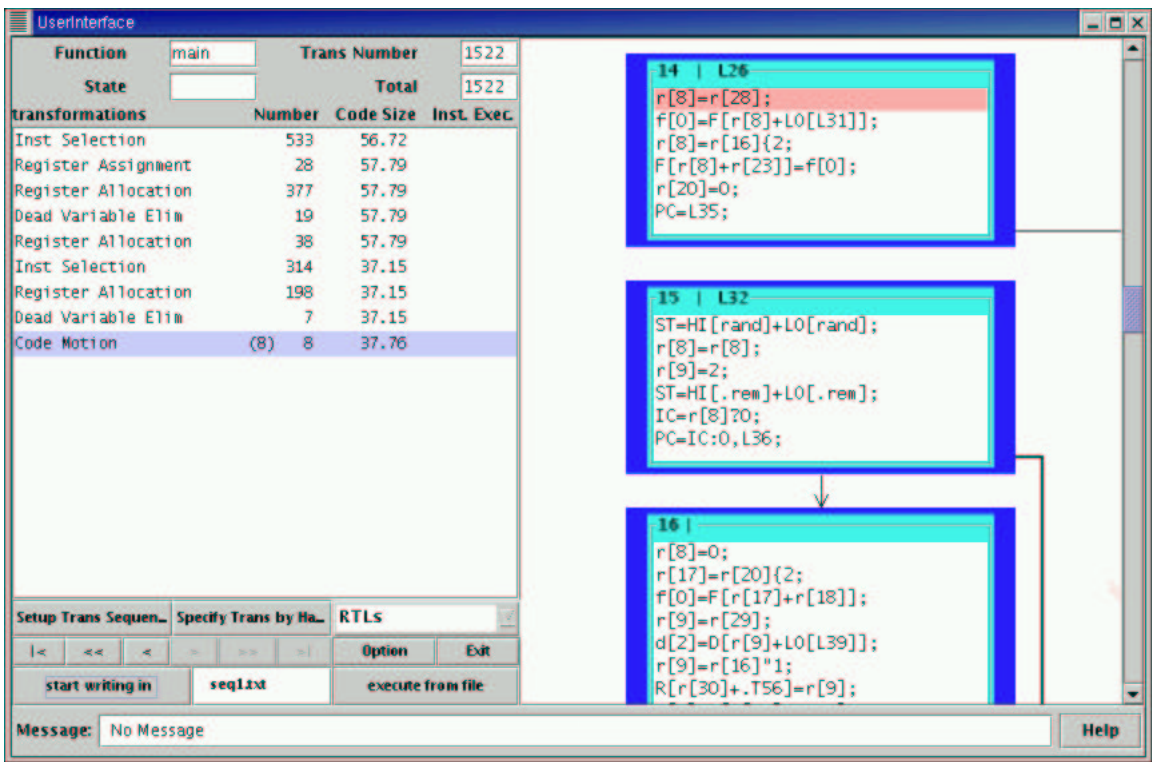 UserInterface
Function main Trans Number 1522
State Total 1522
transformations Number Code Size Inst. Exec.
Inst Selection 533 56.72
Register Assignment 28 57.79
Register Allocation 377 57.79
Dead Variable Elim 19 57.79
Register Allocation 38 57.79
Inst Selection 314 37.15
Register Allocation 198 37.15
Dead Variable Elim 7 37.15
Code Motion (8) 8 37.76
Setup Trans Sequen... Specify Trans by Ha... RTLs
|< << < > >> >| Option Exit
start writing in seq1.txt execute from file
14 | L26
r[8]=r[28];
f[0]=F[r[8]+LO[L31]];
r[8]=r[16]{2;
F[r[8]+r[23]]=f[0];
r[20]=0;
PC=L35;
15 | L32
ST=HI[rand]+LO[rand];
r[8]=r[8];
r[9]=2;
ST=HI[.rem]+LO[.rem];
IC=r[8]?0;
PC=IC:0,L36;
16 |
r[8]=0;
r[17]=r[20]{2;
f[0]=F[r[17]+r[18]];
r[9]=r[29];
d[2]=D[r[9]+LO[L39]];
r[9]=r[16]"1;
R[r[30]+.T56]=r[9];
Message: No Message Help